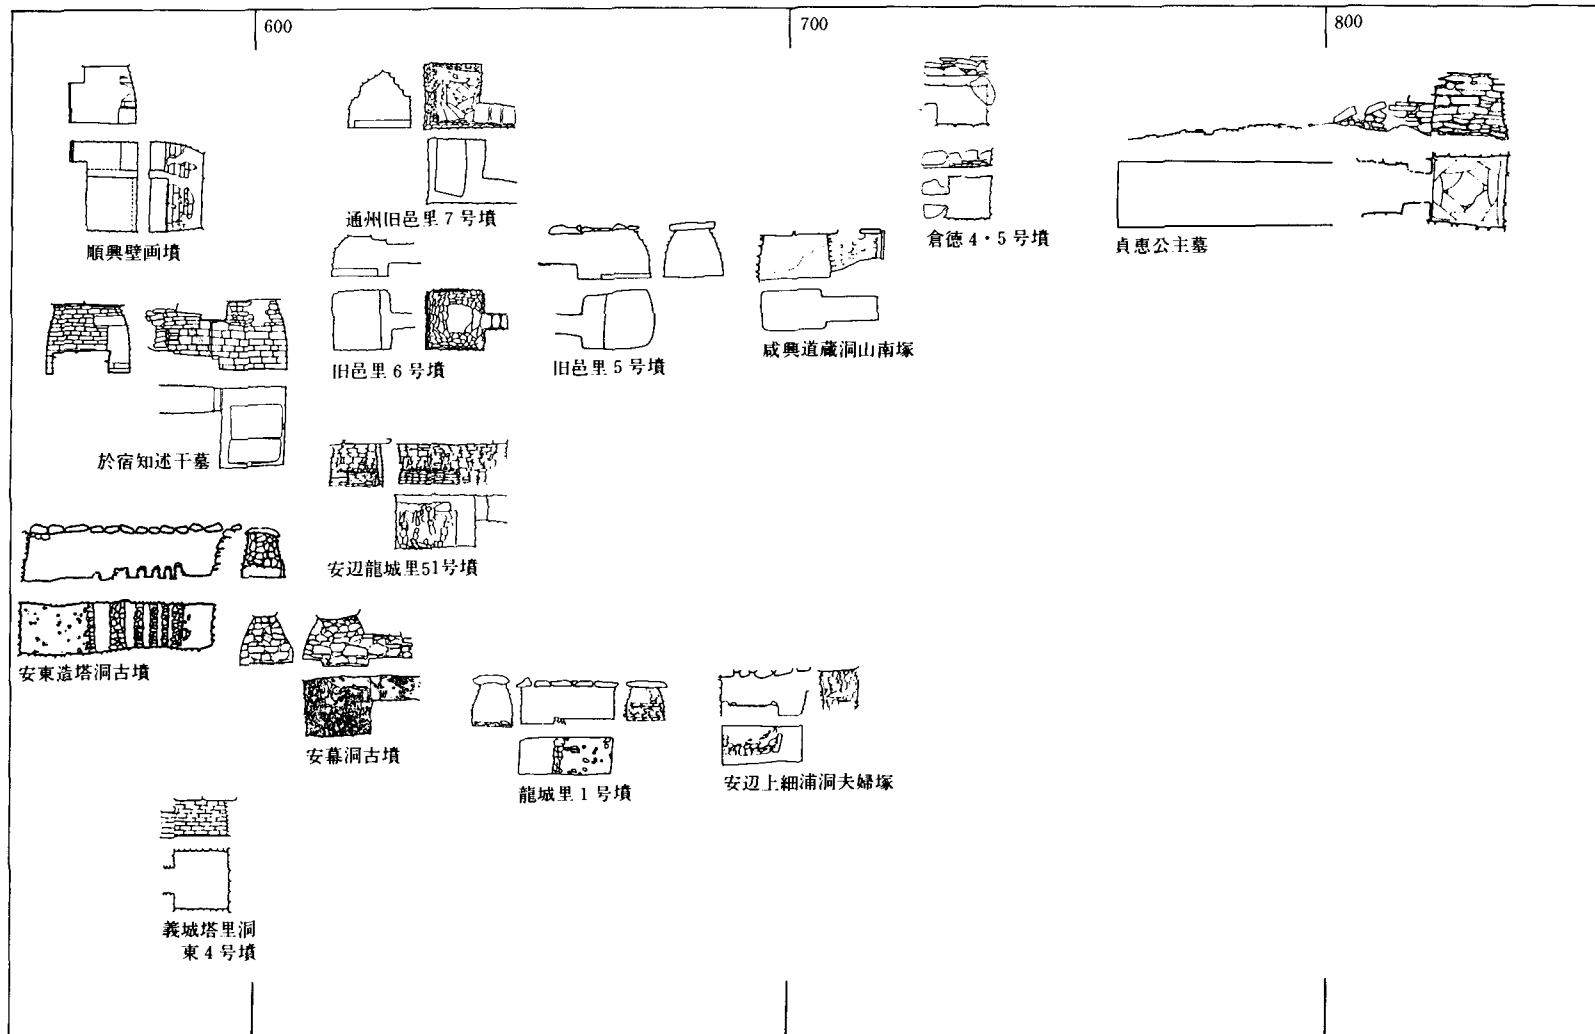 600
700
800
順興壁画墳
通州旧邑里7号墳
倉徳4・5号墳
貞恵公主墓
旧邑里6号墳
旧邑里5号墳
咸興道蔵洞山南塚
於宿知述干墓
安辺龍城里51号墳
安東造塔洞古墳
安幕洞古墳
龍城里1号墳
安辺上細浦洞夫婦塚
義城塔里洞
東4号墳